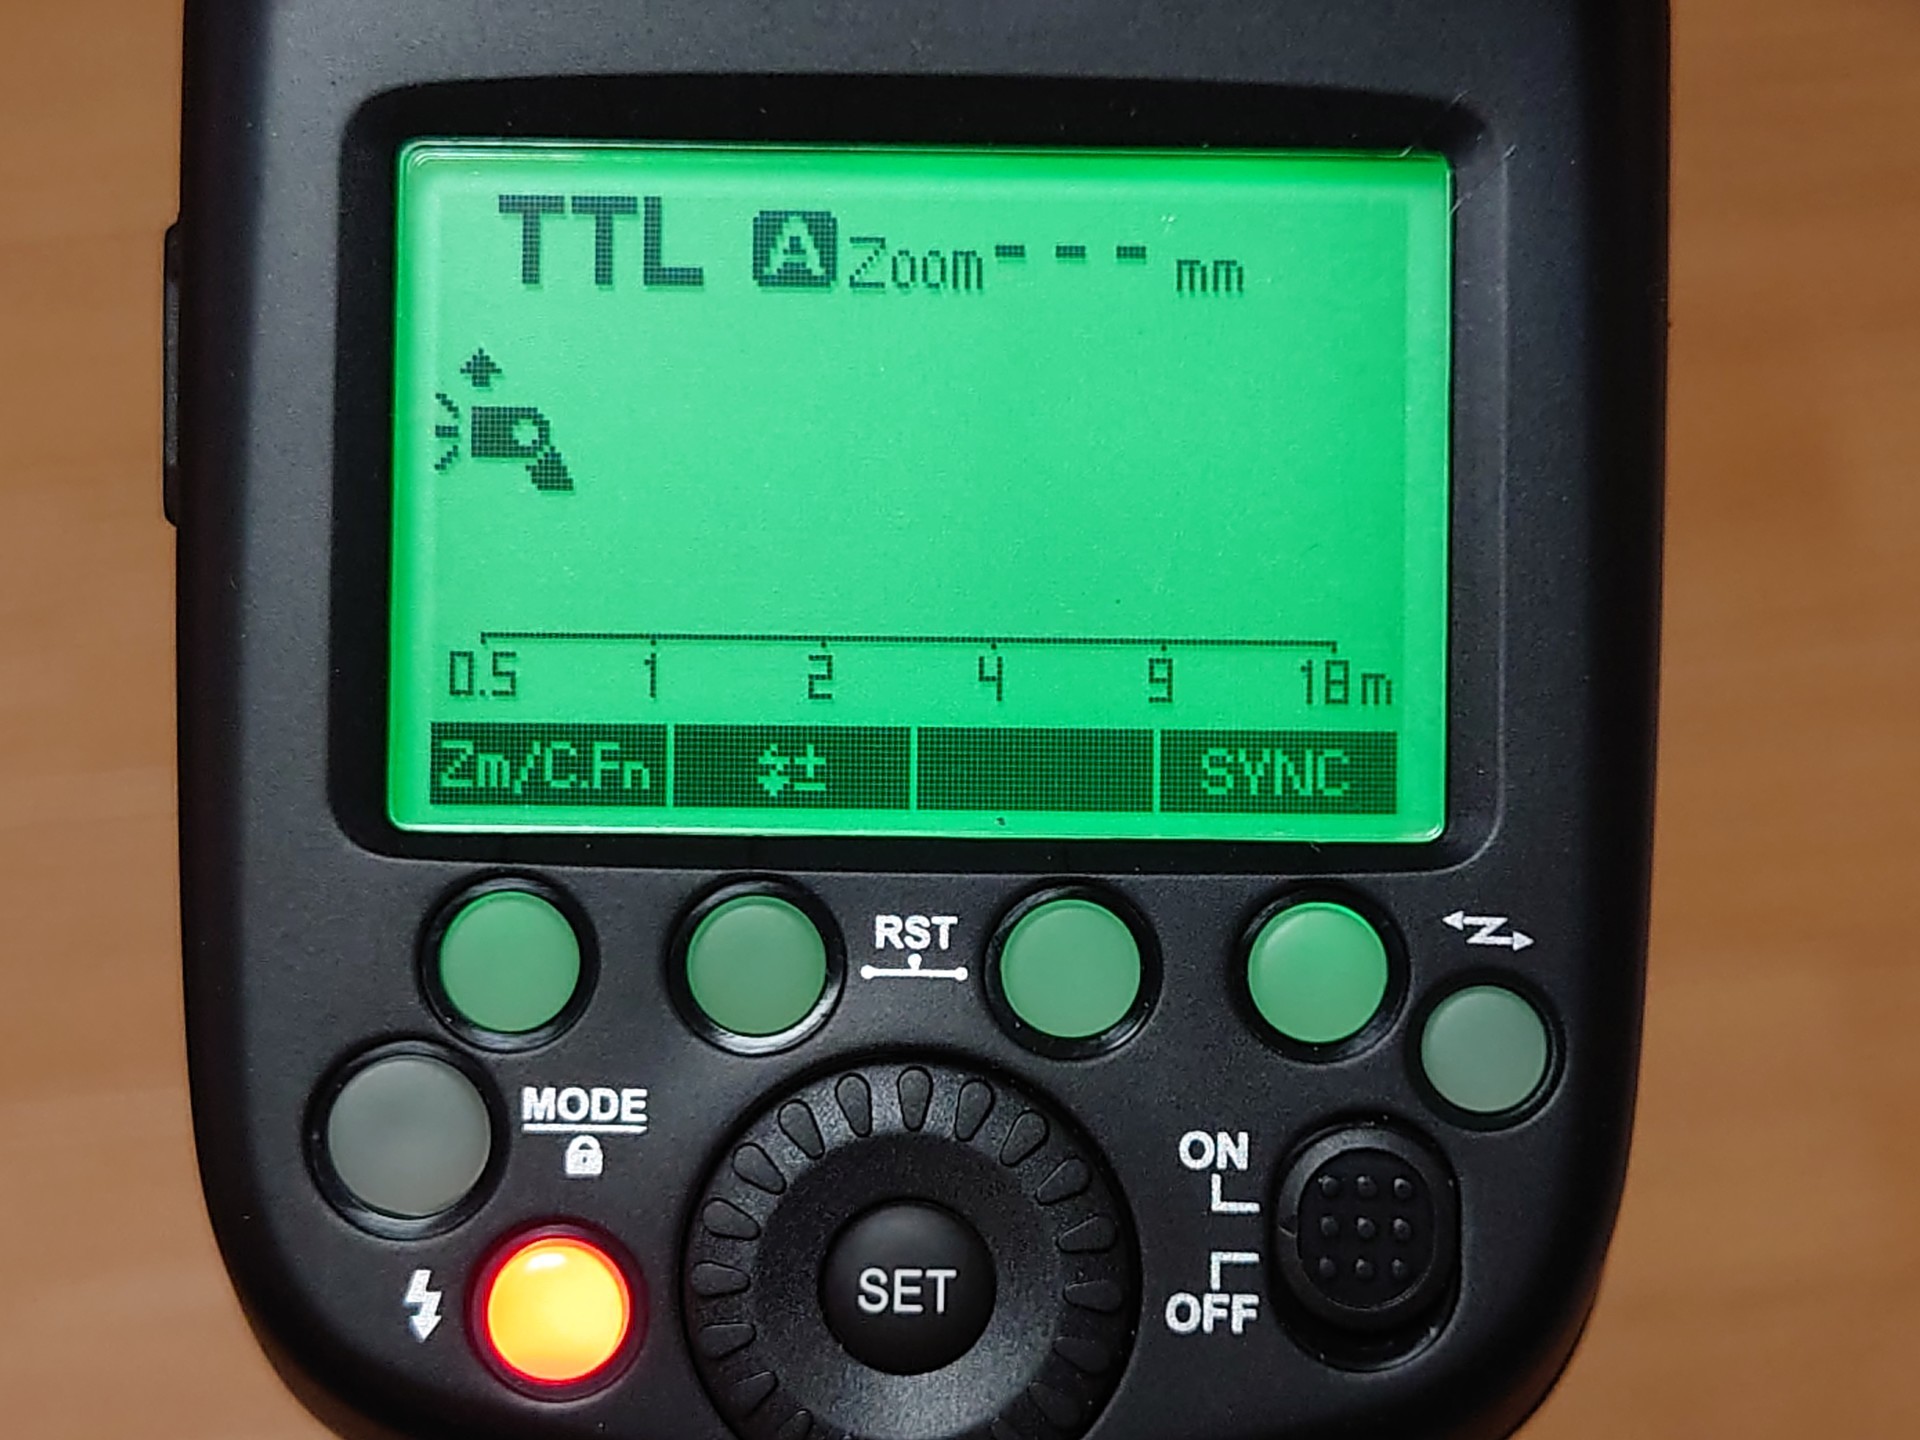 TTL A Zoom --- mm
0.5 1 2 4 9 18m
Zm/C.Fn ± SYNC
RST
MODE
ON
SET
OFF